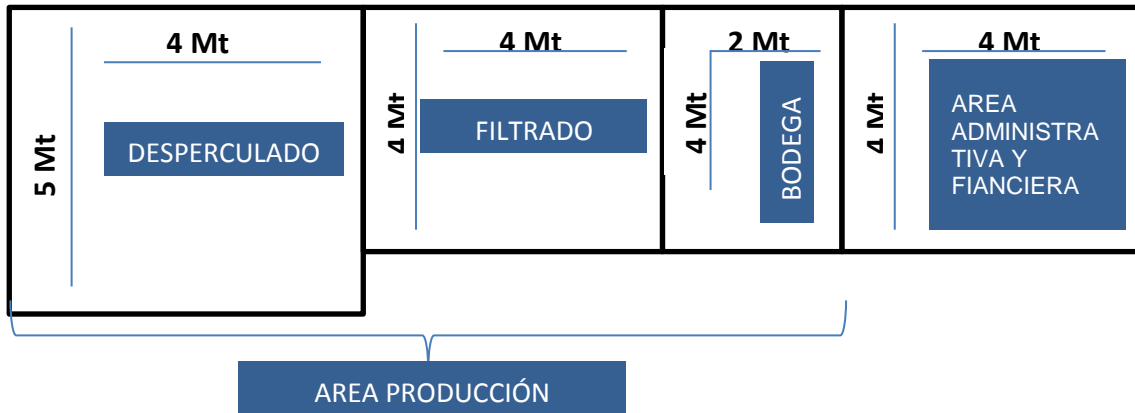 4 Mt
5 Mt
DESPERCULADO
4 Mt
4 Mt
FILTRADO
2 Mt
4 Mt
BODEGA
4 Mt
4 Mt
AREA
ADMINISTRA
TIVA Y
FIANCIERA
AREA PRODUCCIÓN